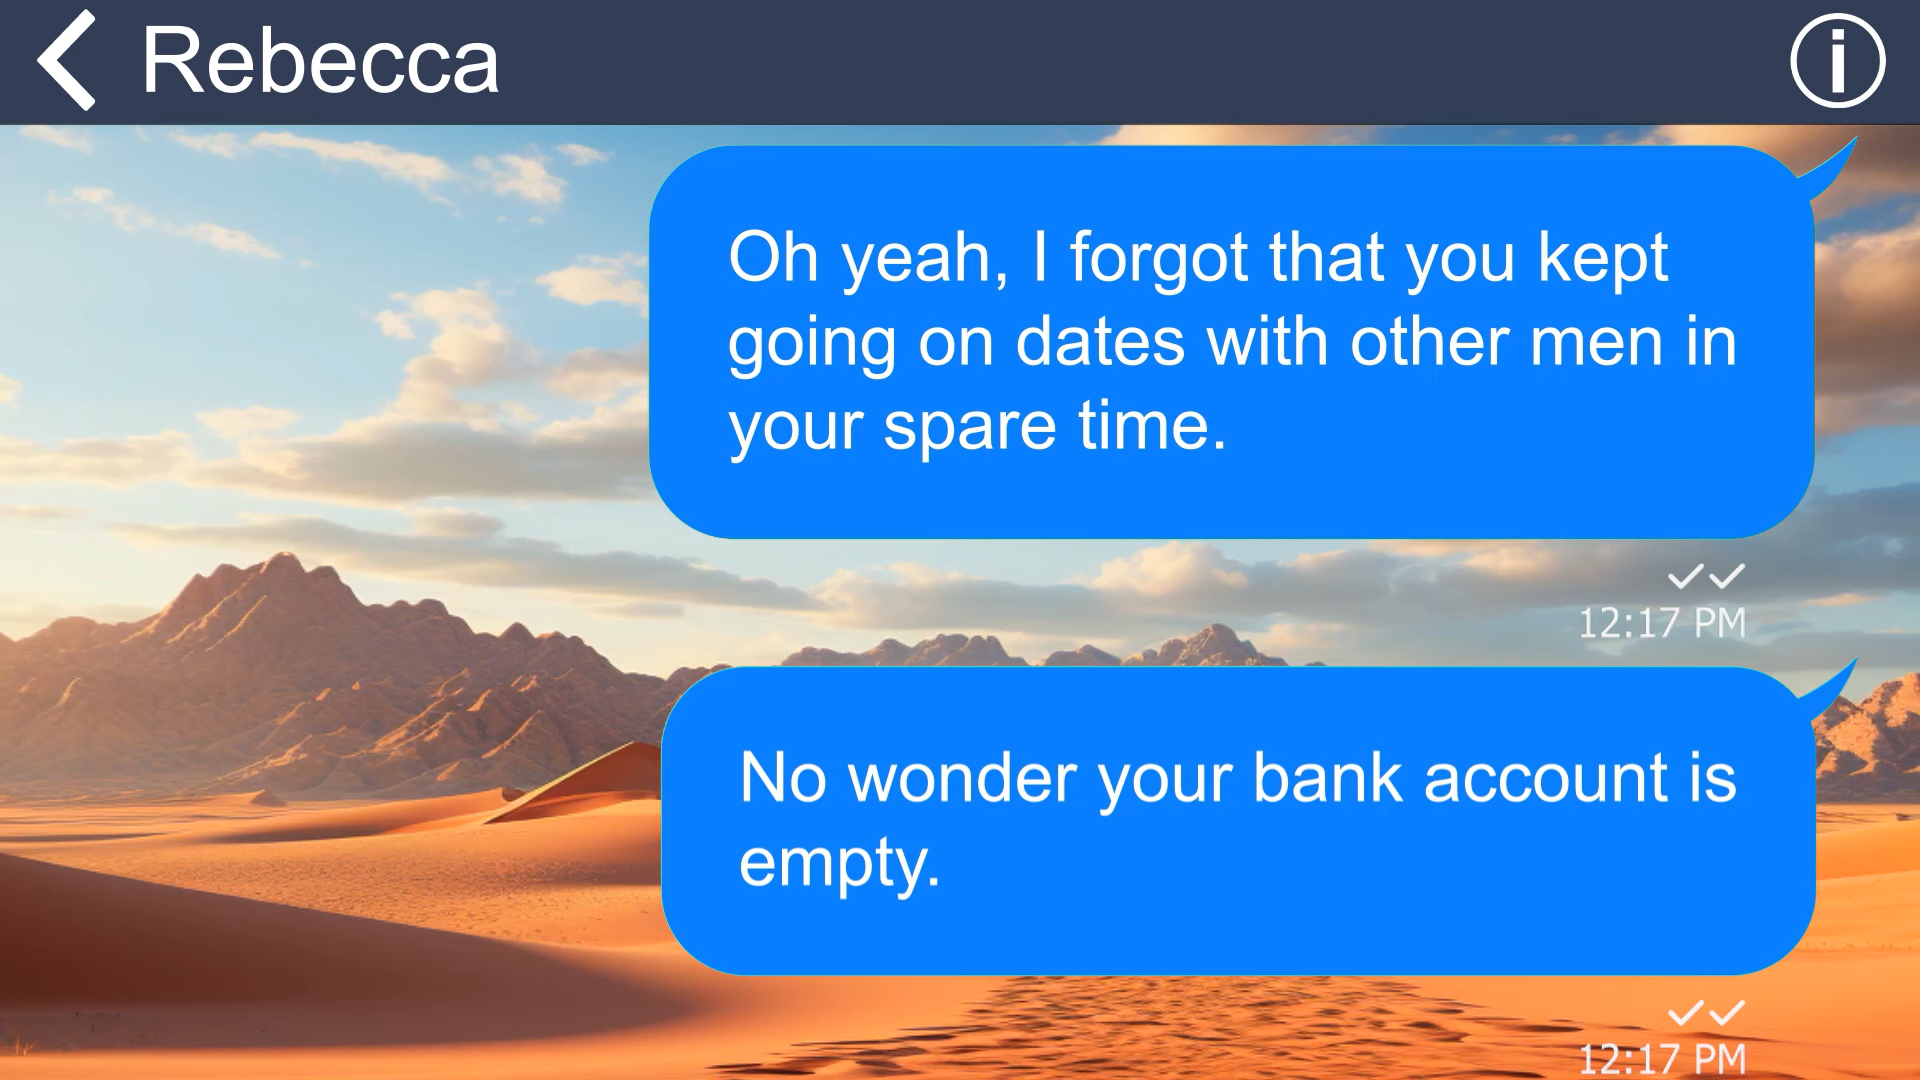 Rebecca
Oh yeah, I forgot that you kept
going on dates with other men in
your spare time.
12:17 PM
No wonder your bank account is
empty.
12:17 PM